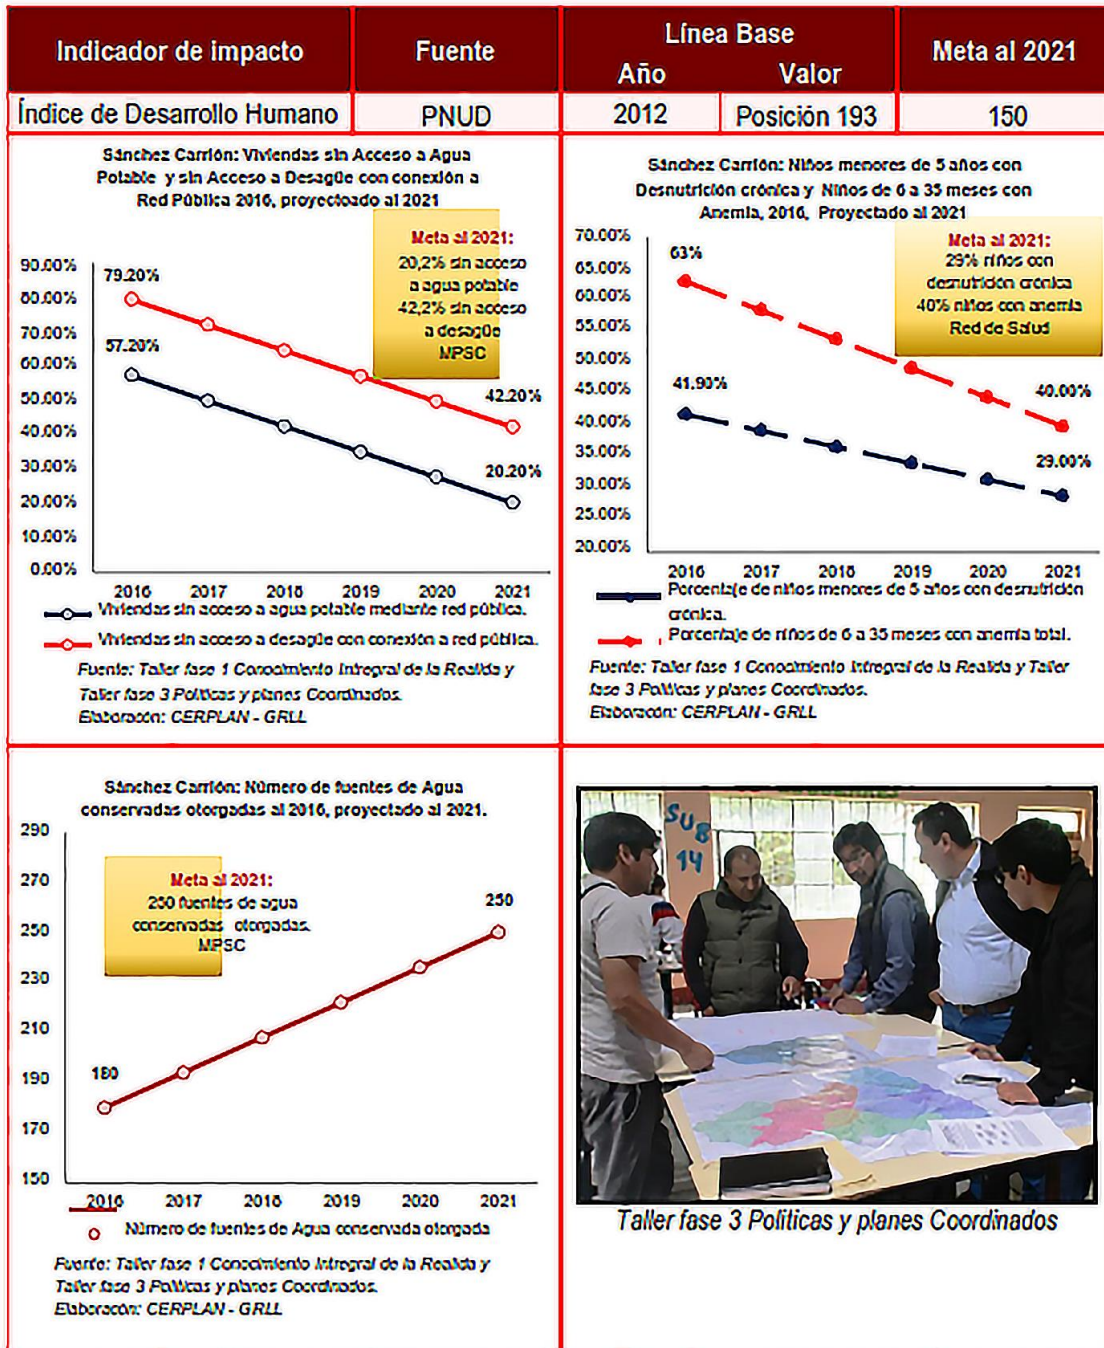 Indicador de impacto
Fuente
Línea Base
Año
Valor
Meta al 2021
Índice de Desarrollo Humano
PNUD
2012
Posición 193
150
Sánchez Carrión: Viviendas sin Acceso a Agua
Potable y sin Acceso a Desagüe con conexión a
Red Pública 2016, proyectoado al 2021
Meta al 2021:
20,2% sin acceso
a agua potable
42,2% sin acceso
a desagüe
MPSC
90.00%
80.00%
70.00%
60.00%
50.00%
40.00%
30.00%
20.00%
10.00%
0.00%
79.20%
57.20%
42.20%
20.20%
2016 2017 2018 2019 2020 2021
Viviendas sin acceso a agua potable mediante red pública.
Viviendas sin acceso a desagüe con conexión a red pública.
Fuente: Taller fase 1 Conocimiento Intregral de la Realida y
Taller fase 3 Políticas y planes Coordinados.
Elaboración: CERPLAN - GRLL
Sánchez Carrión: Niños menores de 5 años con
Desnutrición crónica y Niños de 6 a 35 meses con
Anemia, 2016, Proyectado al 2021
Meta al 2021:
29% niños con
desnutrición crónica
40% niños con anemia
Red de Salud
70.00%
65.00%
60.00%
55.00%
50.00%
45.00%
40.00%
35.00%
30.00%
25.00%
20.00%
63%
41.90%
40.00%
29.00%
2016 2017 2018 2019 2020 2021
Porcentaje de niños menores de 5 años con desnutrición
crónica.
Porcentaje de niños de 6 a 35 meses con anemia total.
Fuente: Taller fase 1 Conocimiento Intregral de la Realida y Taller
fase 3 Políticas y planes Coordinados.
Elaboración: CERPLAN - GRLL
Sánchez Carrión: Número de fuentes de Agua
conservadas otorgadas al 2016, proyectado al 2021.
Meta al 2021:
250 fuentes de agua
conservadas otorgadas.
MPSC
290
270
250
230
210
190
170
150
180
250
2016 2017 2018 2019 2020 2021
Número de fuentes de Agua conservada otorgada
Fuente: Taller fase 1 Conocimiento Intregral de la Realida y
Taller fase 3 Políticas y planes Coordinados.
Elaboración: CERPLAN - GRLL
SUB
14
Taller fase 3 Políticas y planes Coordinados